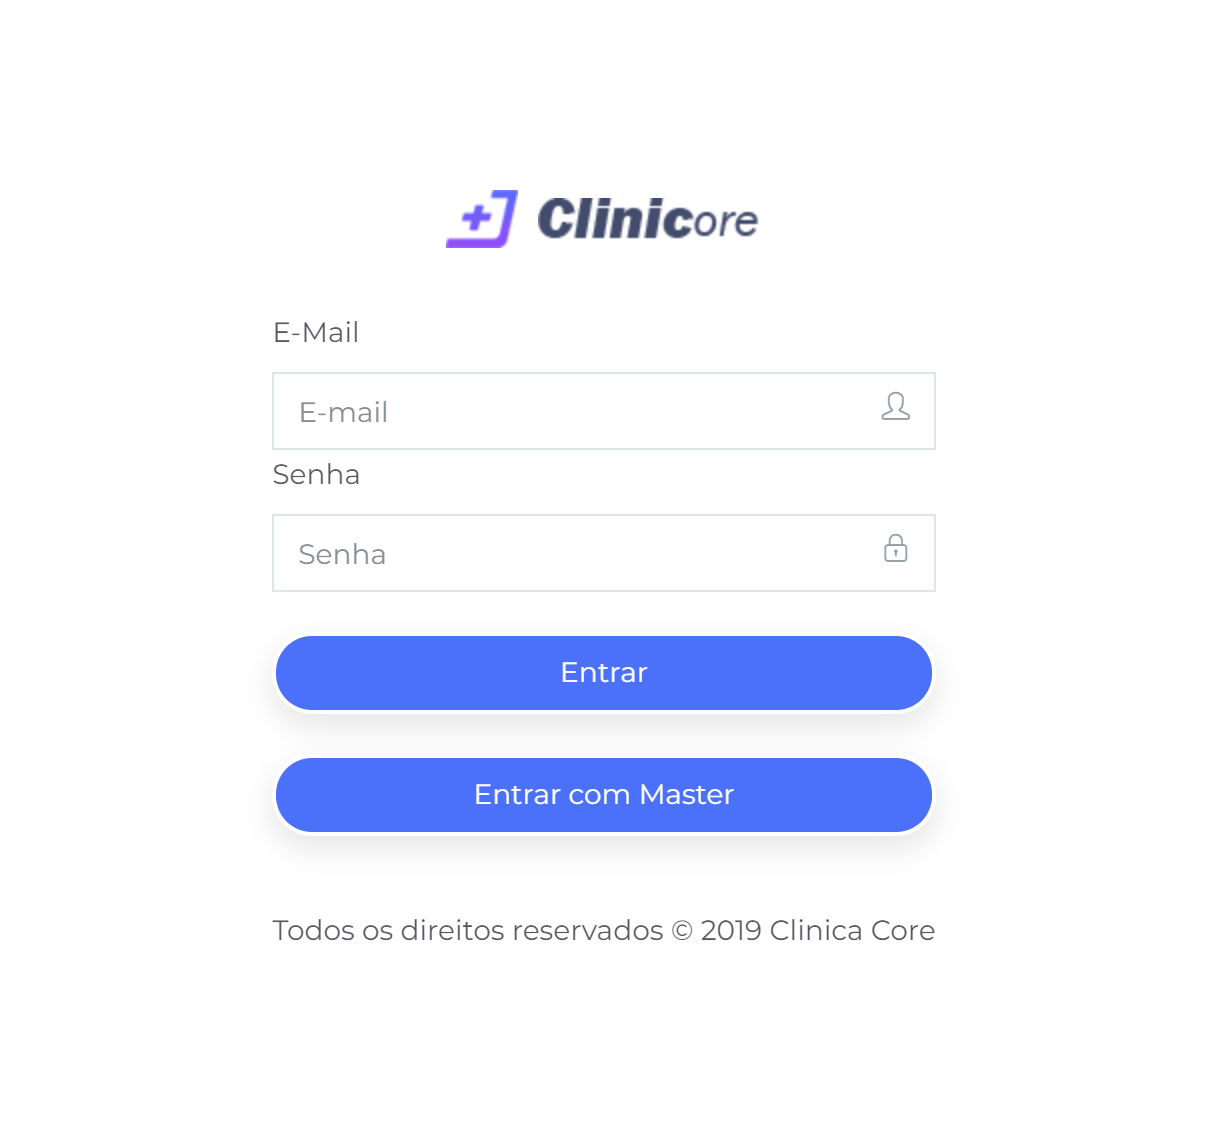 Clinicore
E-Mail
E-mail
Senha
Senha
Entrar
Entrar com Master
Todos os direitos reservados © 2019 Clinica Core